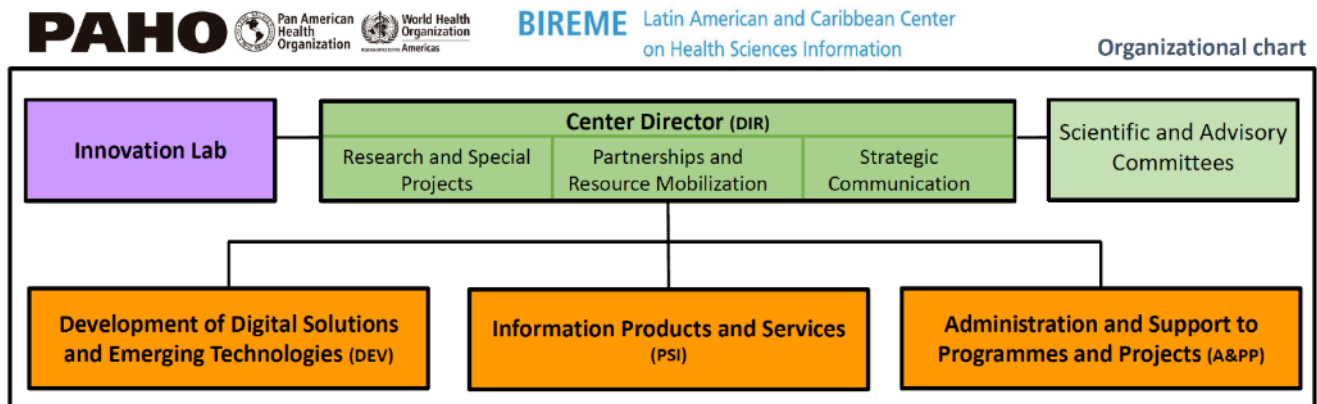 PAHO
Pan American
Health
Organization
World Health
Organization
Americas
BIREME
Latin American and Caribbean Center
on Health Sciences Information
Organizational chart
Innovation Lab
Center Director (DIR)
Research and Special
Projects
Partnerships and
Resource Mobilization
Strategic
Communication
Scientific and Advisory
Committees
Development of Digital Solutions
and Emerging Technologies (DEV)
Information Products and Services
(PSI)
Administration and Support to
Programmes and Projects (A&PP)